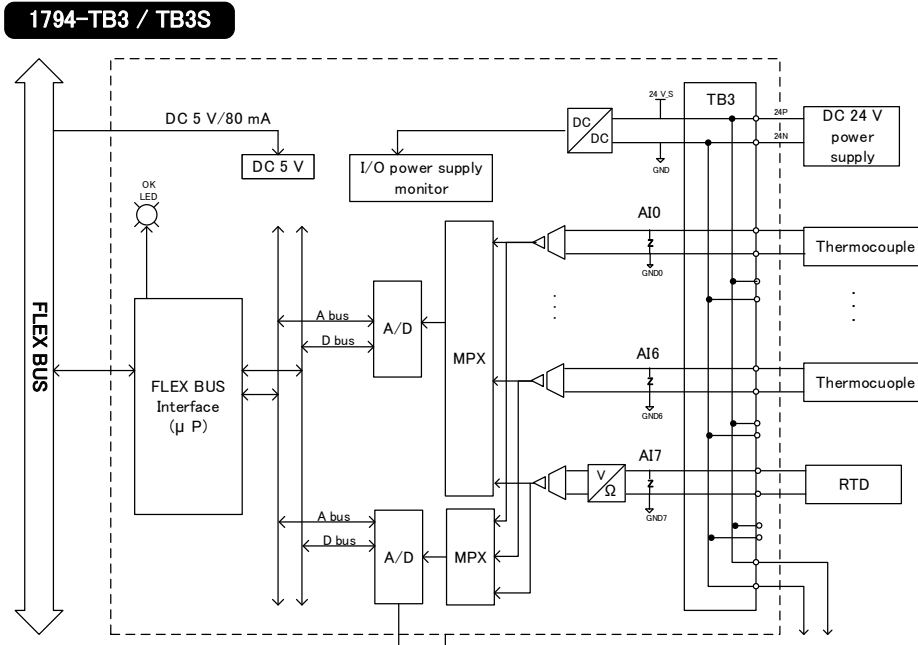 1794-TB3 / TB3S
FLEX BUS
DC 5 V/80 mA
DC 5 V
I/O power supply
monitor
DC
DC
24 V_S
GND
TB3
24P
24N
DC 24 V
power
supply
OK
LED
AI0
GND0
Thermocouple
A bus
D bus
A/D
MPX
FLEX BUS
Interface
(μ P)
AI6
GND6
Thermocuople
AI7
V
Ω
GND7
RTD
A bus
D bus
A/D
MPX